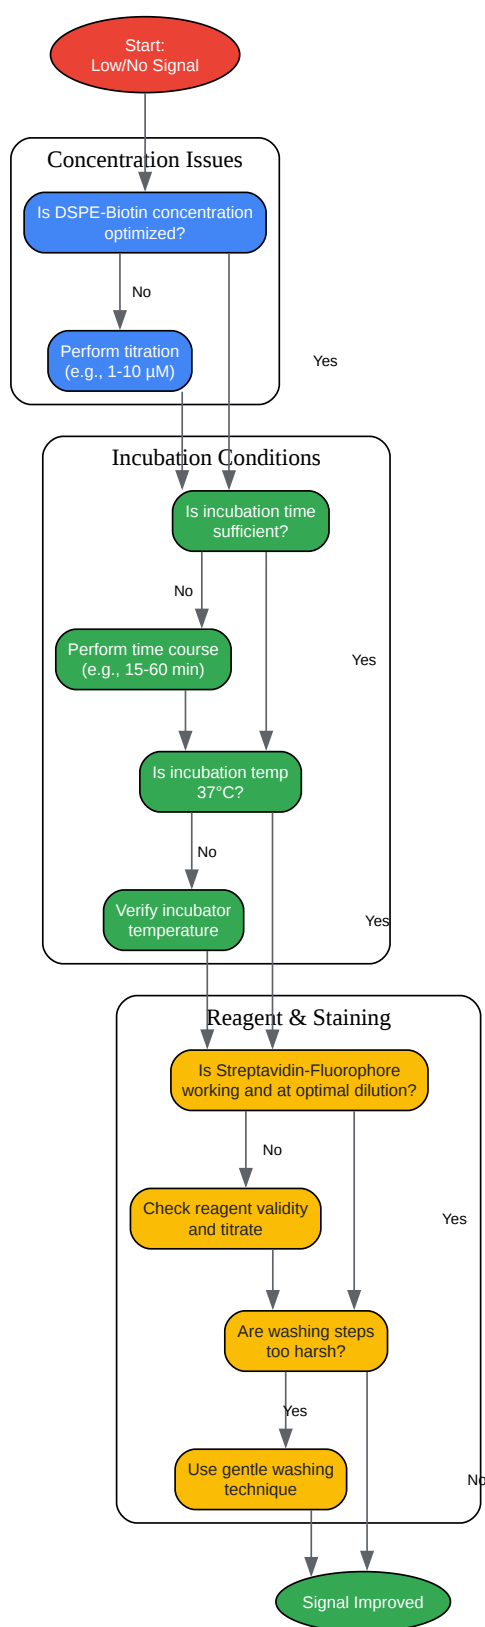 Start:
Low/No Signal
Concentration Issues
Is DSPE-Biotin concentration
optimized?
No
Perform titration
(e.g., 1-10 µM)
Yes
Incubation Conditions
Is incubation time
sufficient?
No
Perform time course
(e.g., 15-60 min)
Yes
Is incubation temp
37°C?
No
Verify incubator
temperature
Yes
Reagent & Staining
Is Streptavidin-Fluorophore
working and at optimal dilution?
No
Check reagent validity
and titrate
Yes
Are washing steps
too harsh?
Yes
Use gentle washing
technique
No
Signal Improved